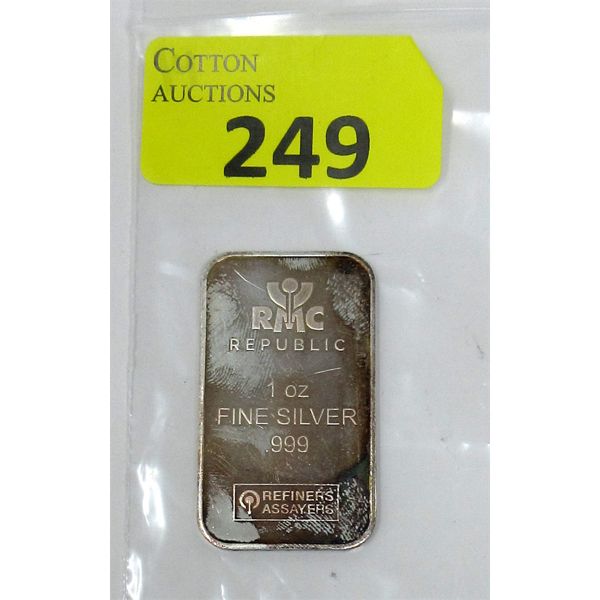 COTTON
AUCTIONS
249
RMC
REPUBLIC
1 oz
FINE SILVER
.999
REFINERS
ASSAYERS